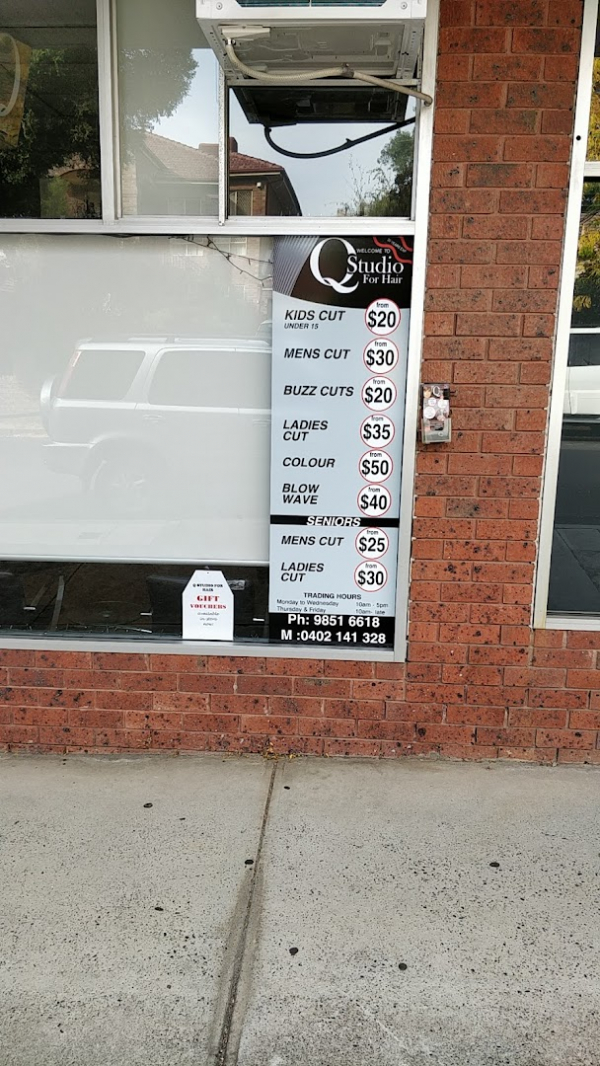 WELCOME TO
Q Studio
For Hair
KIDS CUT
UNDER 15
from
$20
MENS CUT
from
$30
BUZZ CUTS
from
$20
LADIES
CUT
from
$35
COLOUR
from
$50
BLOW
WAVE
from
$40
SENIORS
MENS CUT
from
$25
LADIES
CUT
from
$30
TRADING HOURS
Monday to Wednesday 10am - 5pm
Thursday & Friday 10am- late
Ph: 9851 6618
M :0402 141 328
GIFT
VOUCHERS